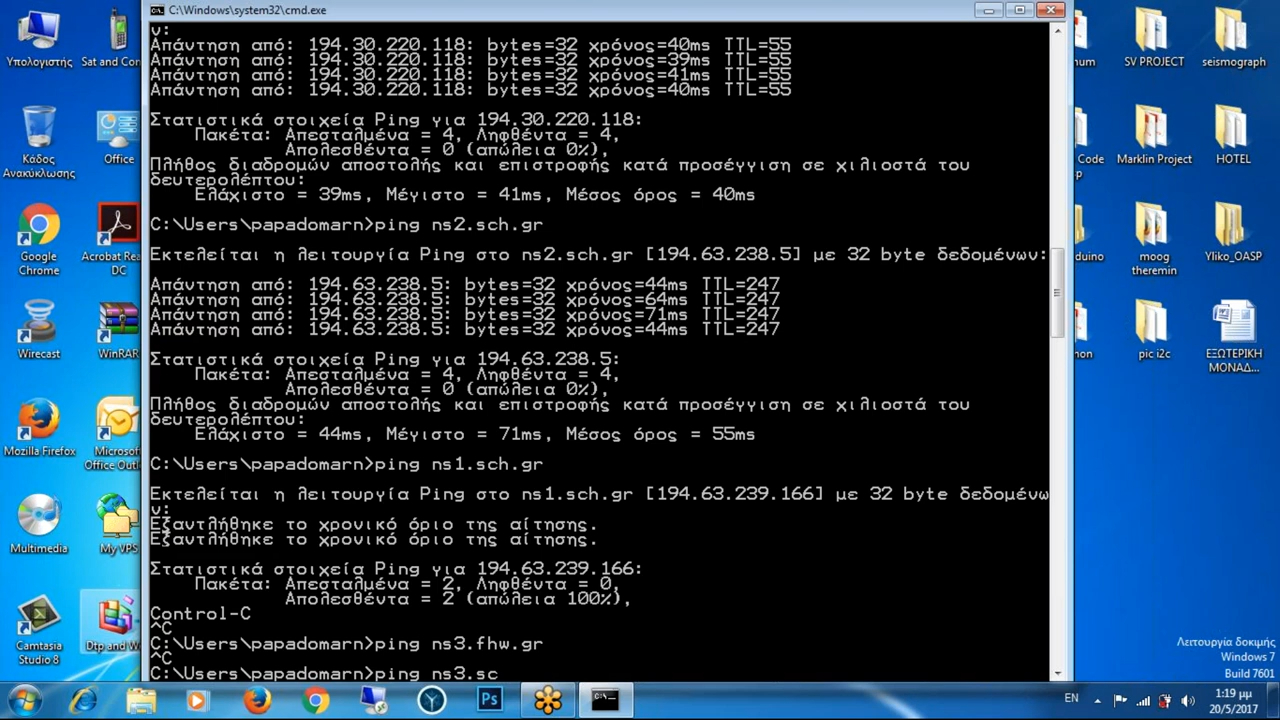 C:\Windows\system32\cmd.exe
ν:
Απάντηση από: 194.30.220.118: bytes=32 χρόνος=40ms TTL=55
Απάντηση από: 194.30.220.118: bytes=32 χρόνος=39ms TTL=55
Απάντηση από: 194.30.220.118: bytes=32 χρόνος=41ms TTL=55
Απάντηση από: 194.30.220.118: bytes=32 χρόνος=40ms TTL=55
Στατιστικά στοιχεία Ping για 194.30.220.118:
Πακέτα: Απεσταλμένα = 4, Ληφθέντα = 4,
Απολεσθέντα = 0 (απώλεια 0%),
Πλήθος διαδρομών αποστολής και επιστροφής κατά προσέγγιση σε χιλιοστά του
δευτερολέπτου:
Ελάχιστο = 39ms, Μέγιστο = 41ms, Μέσος όρος = 40ms
C:\Users\papadomarn>ping ns2.sch.gr
Εκτελείται η λειτουργία Ping στο ns2.sch.gr [194.63.238.5] με 32 byte δεδομένων:
Απάντηση από: 194.63.238.5: bytes=32 χρόνος=44ms TTL=247
Απάντηση από: 194.63.238.5: bytes=32 χρόνος=64ms TTL=247
Απάντηση από: 194.63.238.5: bytes=32 χρόνος=71ms TTL=247
Απάντηση από: 194.63.238.5: bytes=32 χρόνος=44ms TTL=247
Στατιστικά στοιχεία Ping για 194.63.238.5:
Πακέτα: Απεσταλμένα = 4, Ληφθέντα = 4,
Απολεσθέντα = 0 (απώλεια 0%),
Πλήθος διαδρομών αποστολής και επιστροφής κατά προσέγγιση σε χιλιοστά του
δευτερολέπτου:
Ελάχιστο = 44ms, Μέγιστο = 71ms, Μέσος όρος = 55ms
C:\Users\papadomarn>ping ns1.sch.gr
Εκτελείται η λειτουργία Ping στο ns1.sch.gr [194.63.239.166] με 32 byte δεδομένω
ν:
Εξαντλήθηκε το χρονικό όριο της αίτησης.
Εξαντλήθηκε το χρονικό όριο της αίτησης.
Στατιστικά στοιχεία Ping για 194.63.239.166:
Πακέτα: Απεσταλμένα = 2, Ληφθέντα = 0,
Απολεσθέντα = 2 (απώλεια 100%),
Control-C
^C
C:\Users\papadomarn>ping ns3.fhw.gr
^C
C:\Users\papadomarn>ping ns3.sc
Υπολογιστής
Sat and Con
Κάδος
Ανακύκλωσης
Office
Google
Chrome
Acrobat Rea
DC
Wirecast
WinRAR
Mozilla Firefox
Microso
Office Outl
Multimedia
My VPS
Camtasia
Studio 8
Dtp and W
num
SV PROJECT
seismograph
Code
p
Marklin Project
HOTEL
duino
moog
theremin
Yliko_OASP
non
pic i2c
ΕΞΩΤΕΡΙΚΗ
ΜΟΝΑΔ...
Λειτουργία δοκιμής
Windows 7
Build 7601
Ps
EN
1:19 μμ
20/5/2017